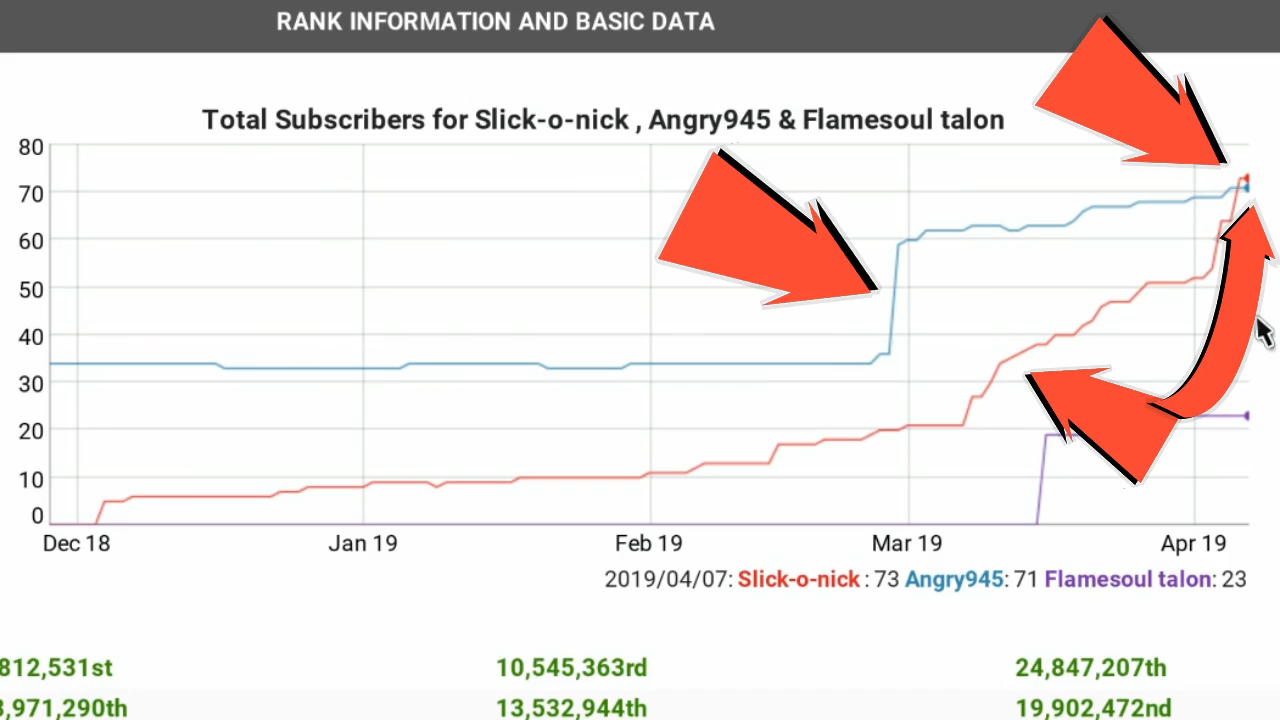 RANK INFORMATION AND BASIC DATA
Total Subscribers for Slick-o-nick , Angry945 & Flamesoul talon
80
70
60
50
40
30
20
10
0
Dec 18 Jan 19 Feb 19 Mar 19 Apr 19
2019/04/07: Slick-o-nick : 73 Angry945: 71 Flamesoul talon: 23
812,531st 10,545,363rd 24,847,207th
,971,290th 13,532,944th 19,902,472nd